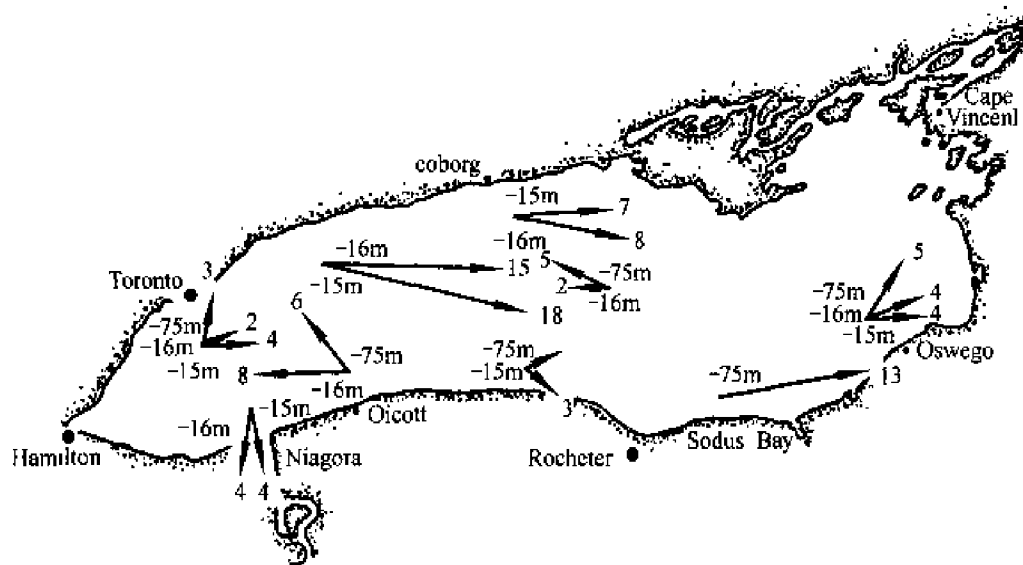 Cape
Vincenl
coborg
-15m
7
-16m
8
-16m
15
5
-75m
-15m
2
-16m
18
Toronto
3
6
5
-75m
4
-16m
4
-15m
Oswego
-75m
2
-16m
4
-15m
8
-75m
-16m
-75m
-15m
3
-75m
13
-15m
Oicott
-16m
Hamilton
Niagora
Rocheter
Sodus Bay
4 4